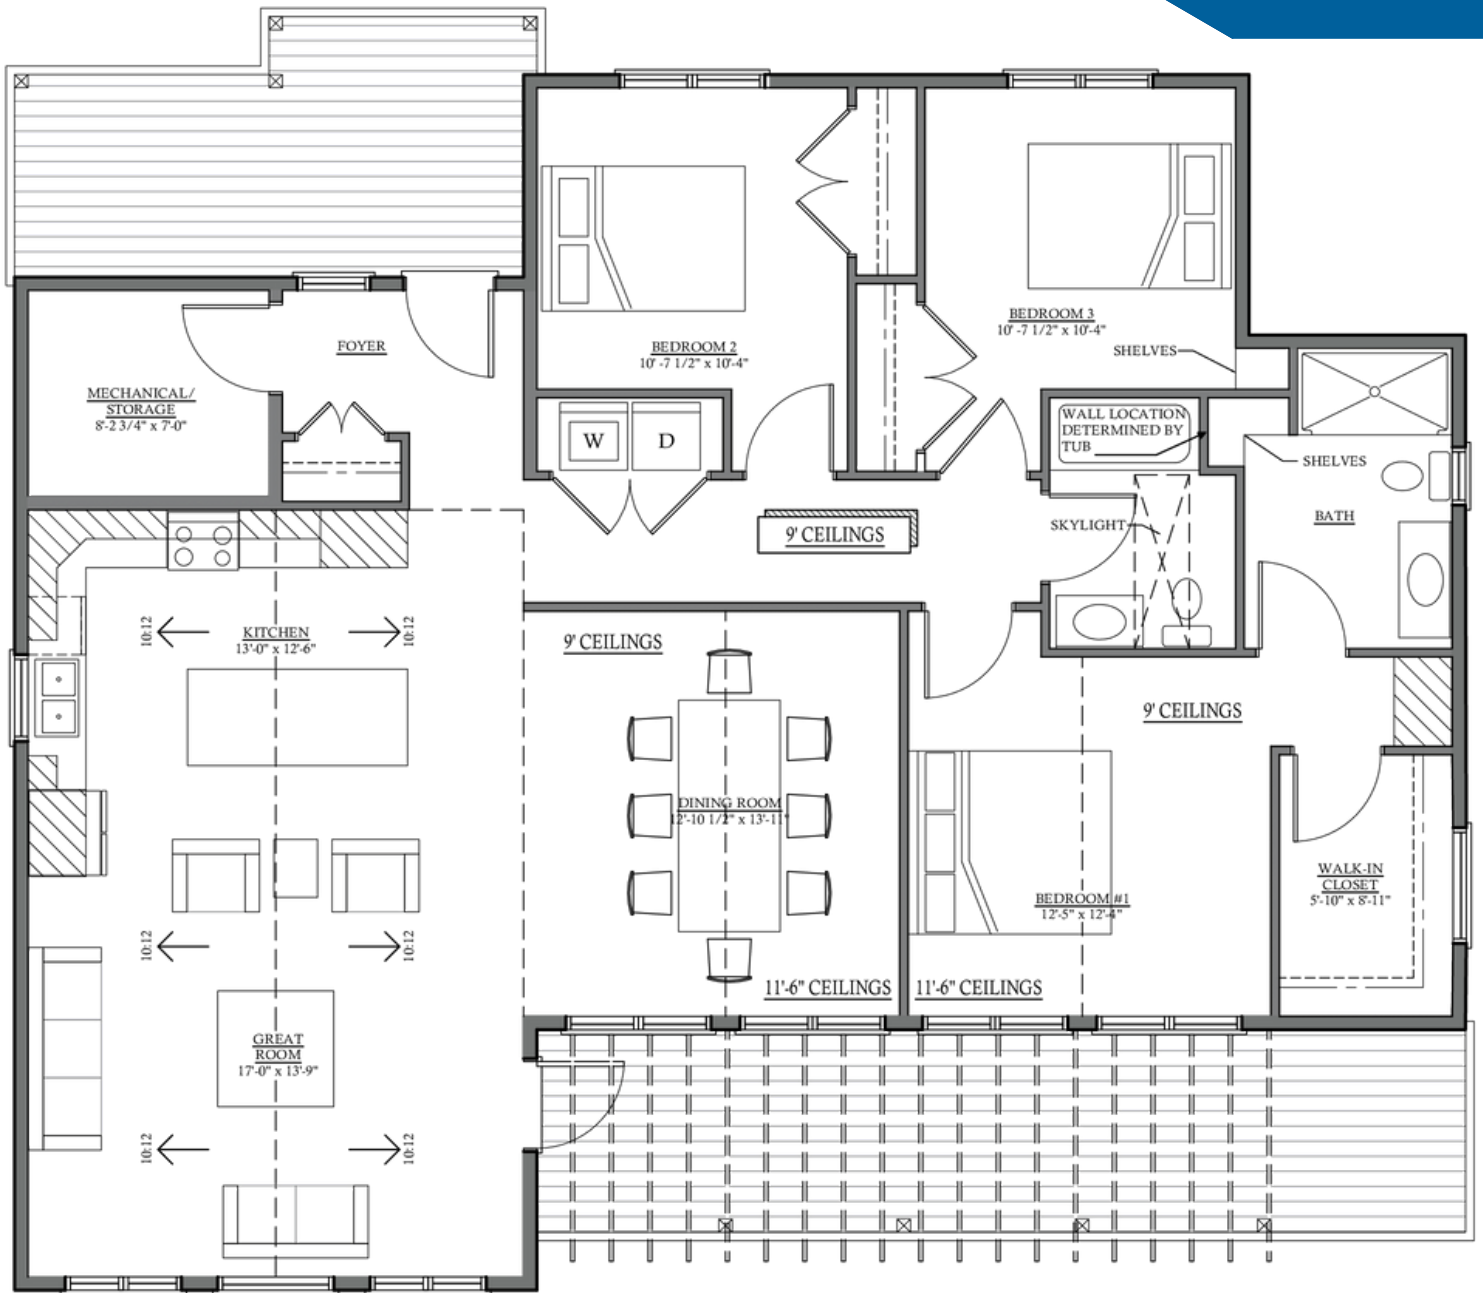 BEDROOM 3
10' -7 1/2" x 10'-4"
FOYER
BEDROOM 2
10' -7 1/2" x 10'-4"
SHELVES
MECHANICAL/
STORAGE
8'-2 3/4" x 7'-0"
WALL LOCATION
DETERMINED BY
TUB
W
D
SHELVES
BATH
SKYLIGHT
9' CEILINGS
10:12
KITCHEN
13'-0" x 12'-6"
10:12
9' CEILINGS
9' CEILINGS
DINING ROOM
12'-10 1/2" x 13'-11"
WALK-IN
CLOSET
5'-10" x 8'-11"
BEDROOM #1
12'-5" x 12'-4"
10:12
10:12
11'-6" CEILINGS
11'-6" CEILINGS
GREAT
ROOM
17'-0" x 13'-9"
10:12
10:12